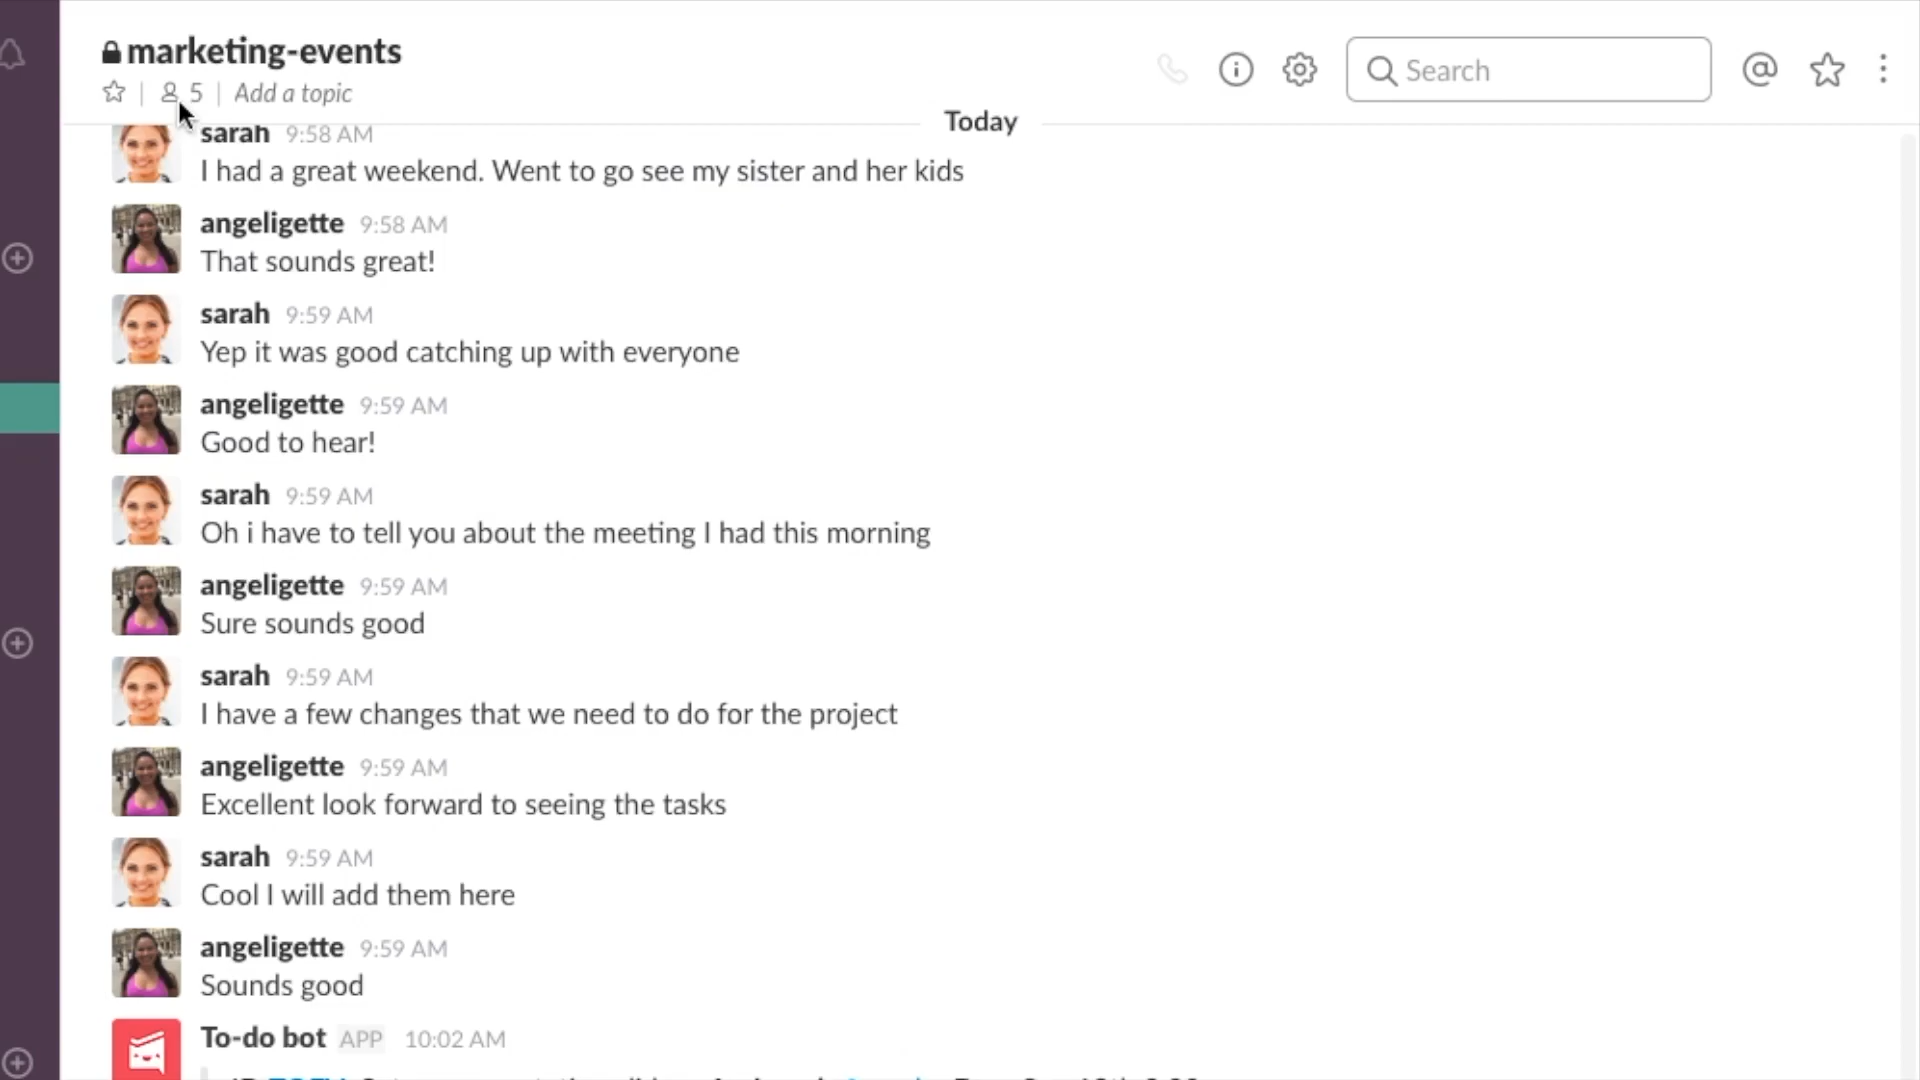 marketing-events
5 | Add a topic
Search
Today
sarah 9:58 AM
I had a great weekend. Went to go see my sister and her kids
angeligette 9:58 AM
That sounds great!
sarah 9:59 AM
Yep it was good catching up with everyone
angeligette 9:59 AM
Good to hear!
sarah 9:59 AM
Oh i have to tell you about the meeting I had this morning
angeligette 9:59 AM
Sure sounds good
sarah 9:59 AM
I have a few changes that we need to do for the project
angeligette 9:59 AM
Excellent look forward to seeing the tasks
sarah 9:59 AM
Cool I will add them here
angeligette 9:59 AM
Sounds good
To-do bot APP 10:02 AM